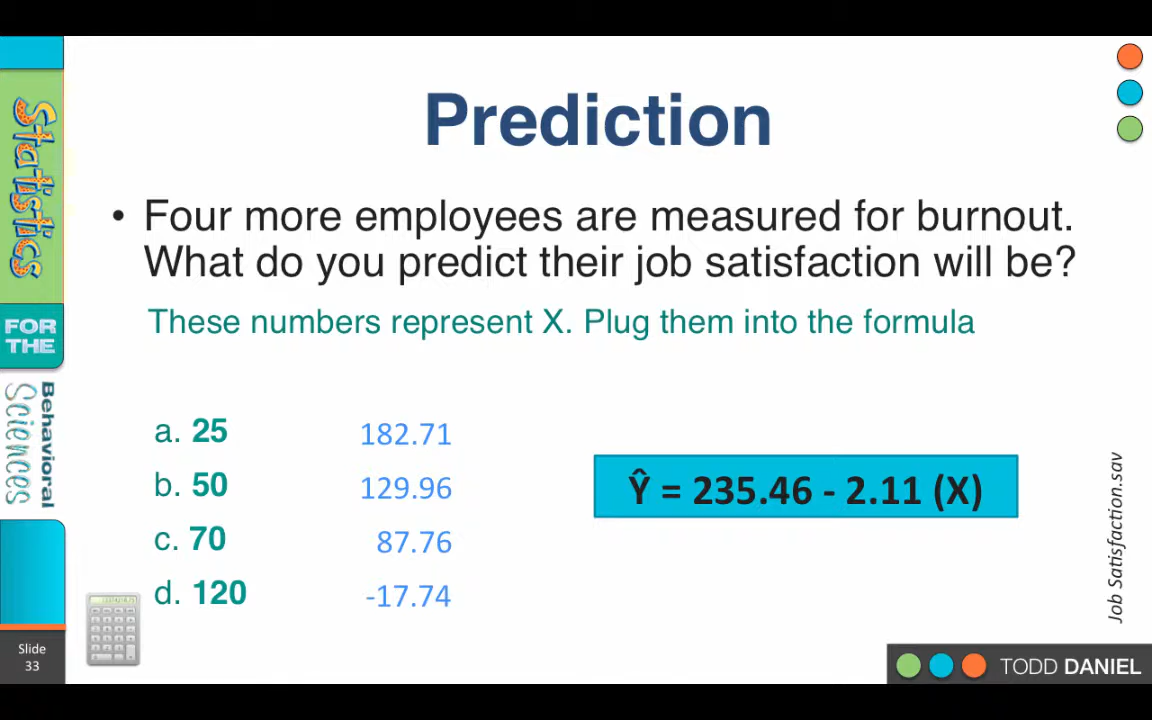 Statistics
FOR
THE
Behavioral
Sciences
Slide
33
Prediction
• Four more employees are measured for burnout.
What do you predict their job satisfaction will be?
These numbers represent X. Plug them into the formula
a. 25 182.71
b. 50 129.96
c. 70 87.76
d. 120 -17.74
Ŷ = 235.46 - 2.11 (X)
Job Satisfaction.sav
TODD DANIEL